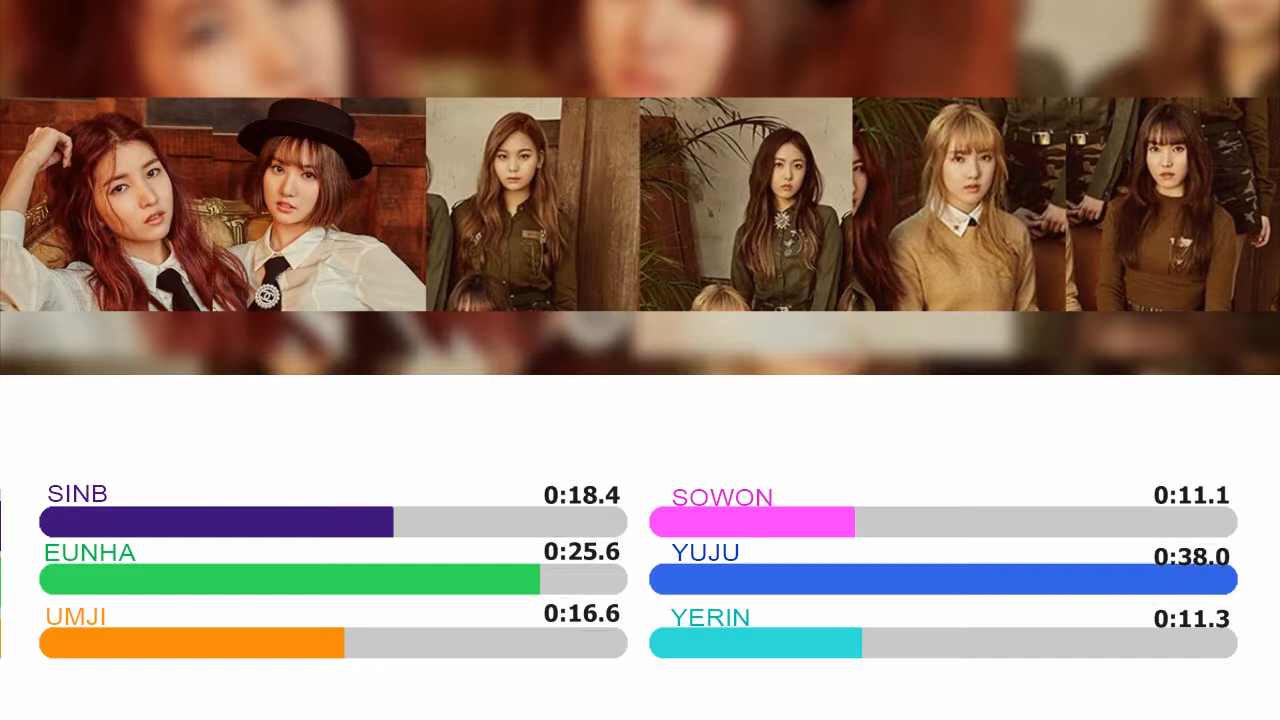 SINB 0:18.4
EUNHA 0:25.6
UMJI 0:16.6
SOWON 0:11.1
YUJU 0:38.0
YERIN 0:11.3